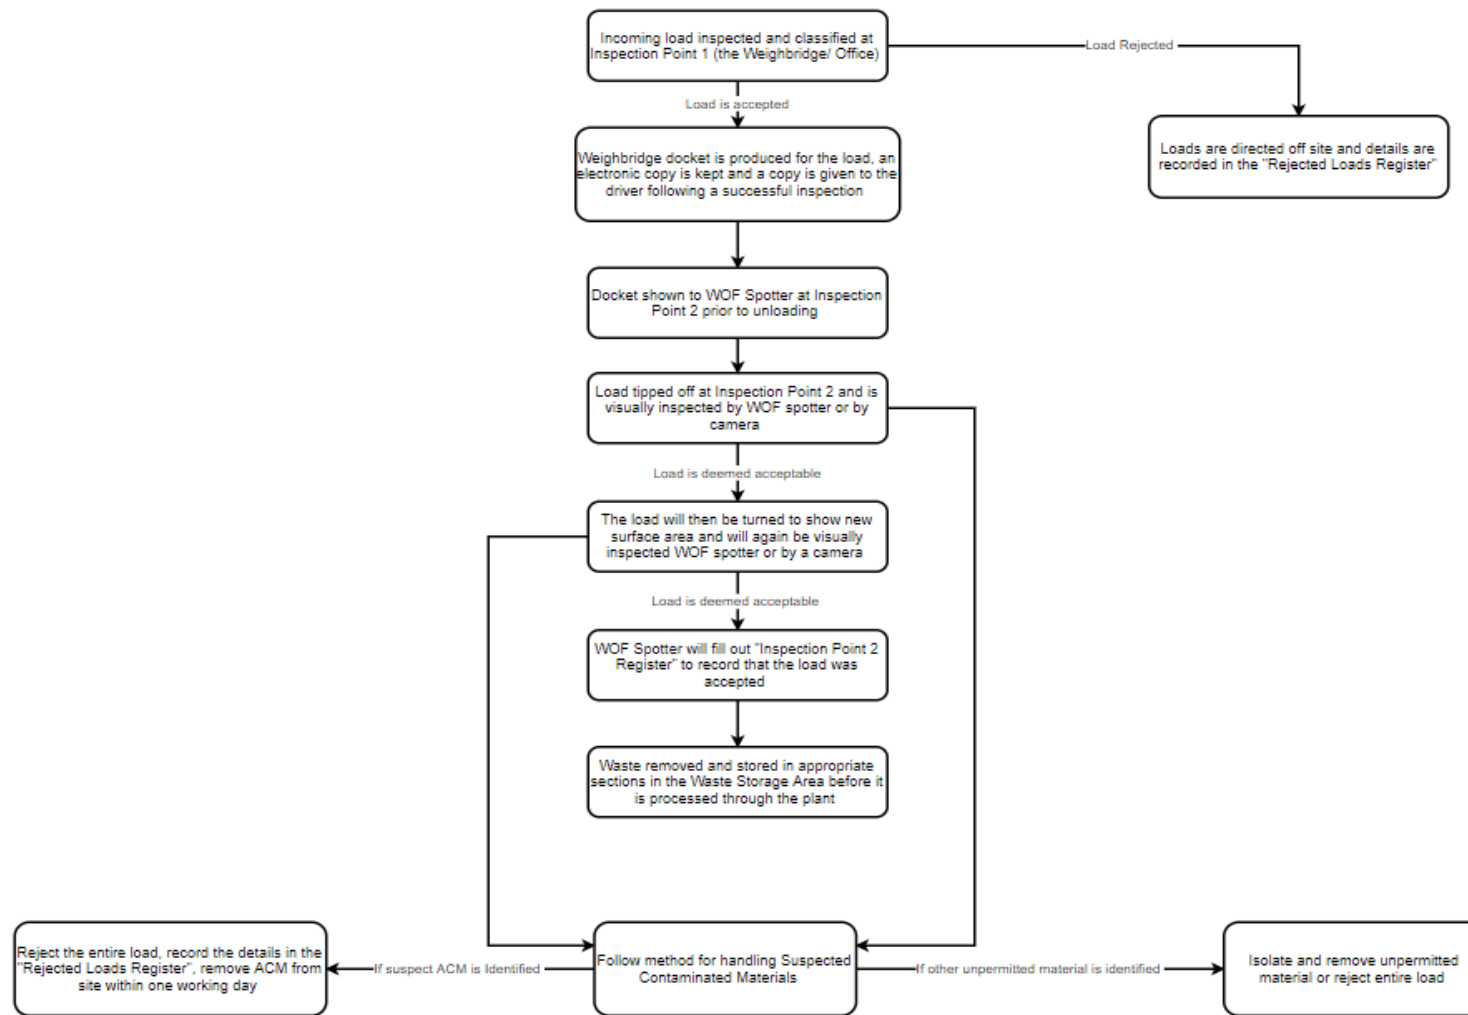 Incoming load inspected and classified at
Inspection Point 1 (the Weighbridge/ Office)
Load Rejected
Load is accepted
Loads are directed off site and details are
recorded in the "Rejected Loads Register"
Weighbridge docket is produced for the load, an
electronic copy is kept and a copy is given to the
driver following a successful inspection
Docket shown to WOF Spotter at Inspection
Point 2 prior to unloading
Load tipped off at Inspection Point 2 and is
visually inspected by WOF spotter or by
camera
Load is deemed acceptable
The load will then be turned to show new
surface area and will again be visually
inspected WOF spotter or by a camera
Load is deemed acceptable
WOF Spotter will fill out "Inspection Point 2
Register" to record that the load was
accepted
Waste removed and stored in appropriate
sections in the Waste Storage Area before it
is processed through the plant
Reject the entire load, record the details in the
"Rejected Loads Register", remove ACM from
site within one working day
If suspect ACM is Identified
Follow method for handling Suspected
Contaminated Materials
If other unpermitted material is identified
Isolate and remove unpermitted
material or reject entire load